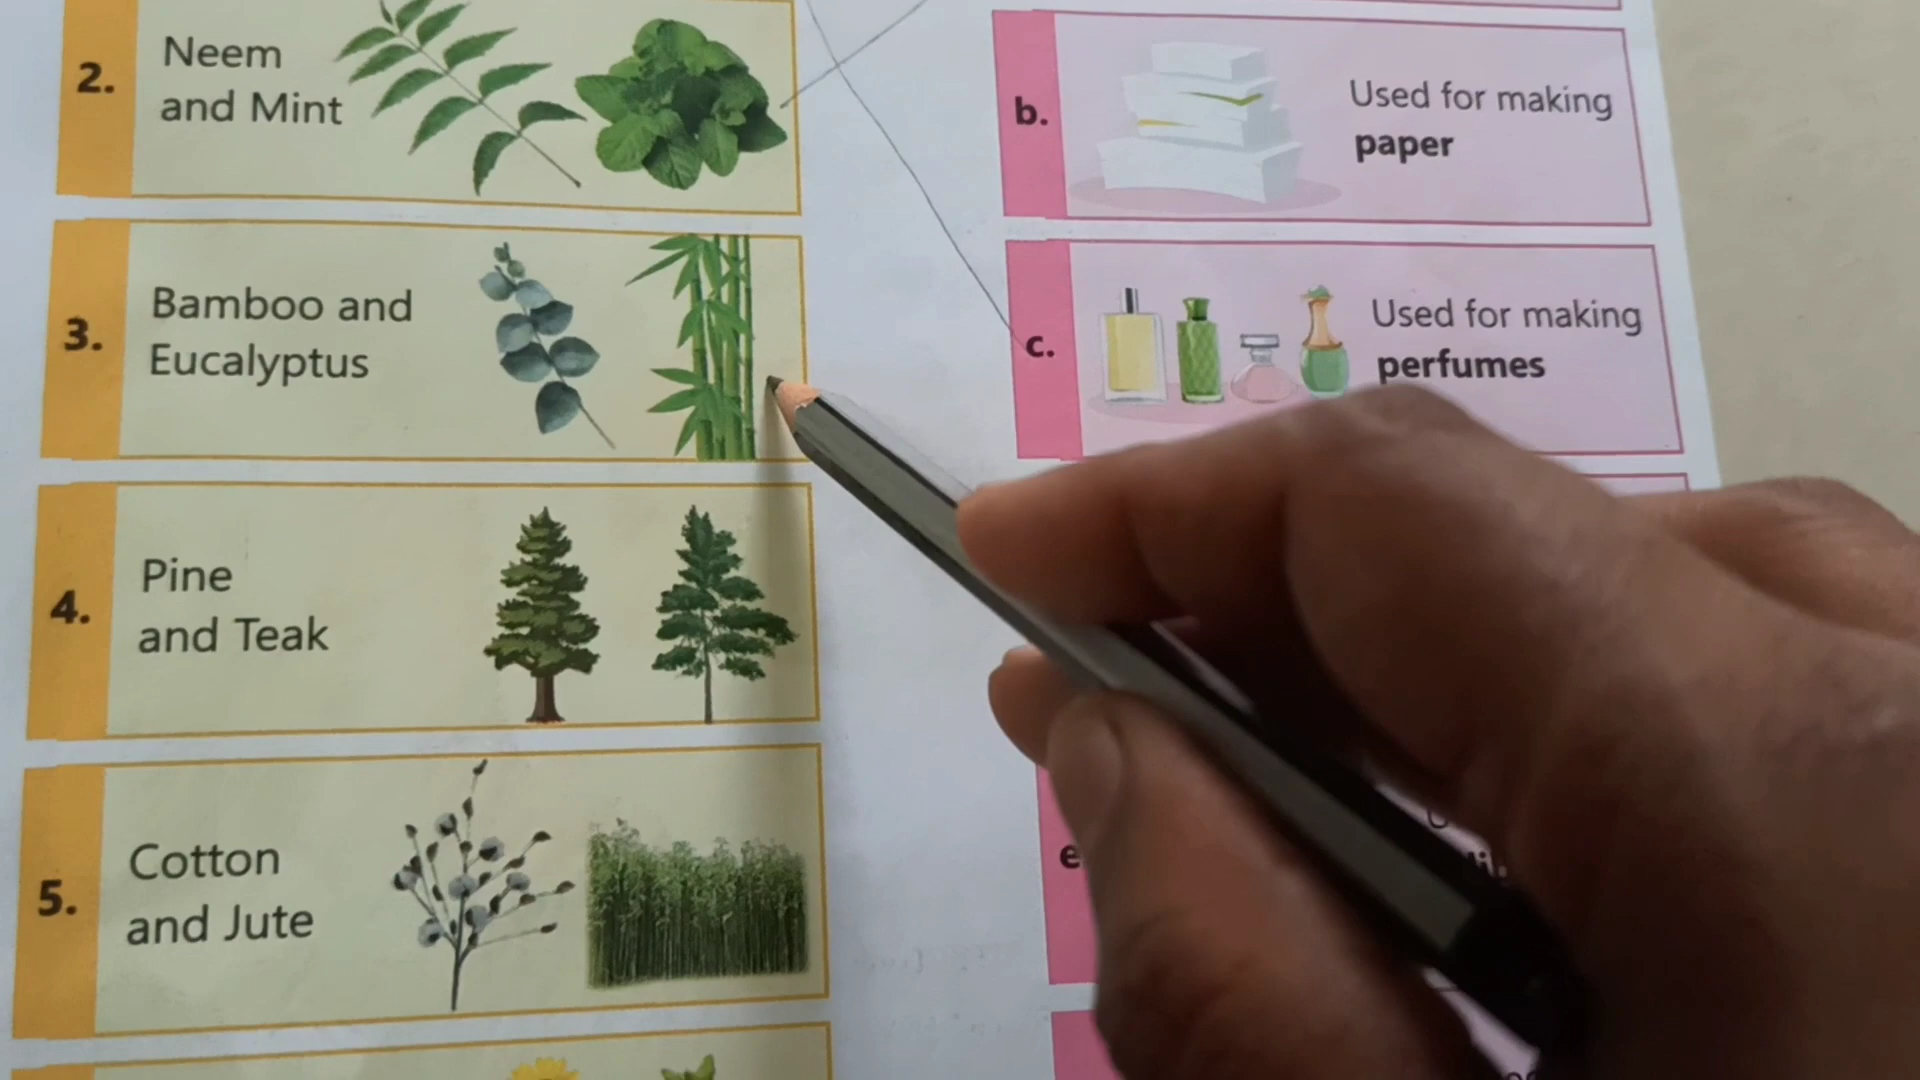 2.
Neem
and Mint
b.
Used for making
paper
3.
Bamboo and
Eucalyptus
c.
Used for making
perfumes
4.
Pine
and Teak
5.
Cotton
and Jute
e